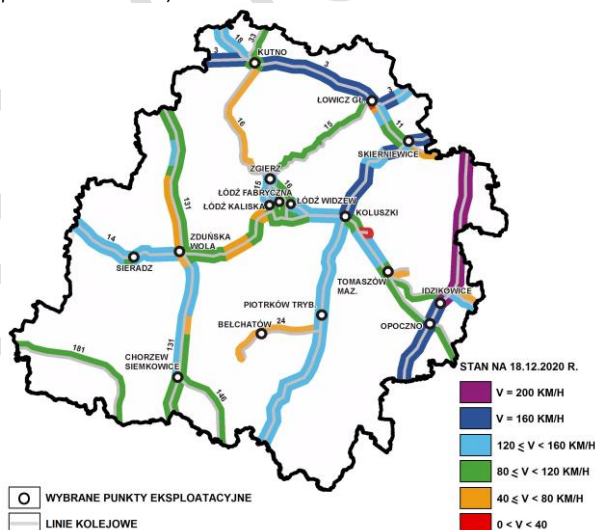 18
33
3
KUTNO
3
ŁOWICZ GŁ.
3
16
15
11
SKIERNIEWICE
ZGIERZ
131
15
16
ŁÓDŹ FABRYCZNA
ŁÓDŹ WIDZEW
ŁÓDŹ KALISKA
KOLUSZKI
14
ZDUŃSKA
WOLA
SIERADZ
TOMASZÓW
MAZ.
IDZIKOWICE
PIOTRKÓW TRYB.
BEŁCHATÓW
24
OPOCZNO
131
181
CHORZEW
SIEMKOWICE
146
STAN NA 18.12.2020 R.
V = 200 KM/H
V = 160 KM/H
120 ≤ V < 160 KM/H
80 ≤ V < 120 KM/H
40 ≤ V < 80 KM/H
0 < V < 40
WYBRANE PUNKTY EKSPLOATACYJNE
LINIE KOLEJOWE